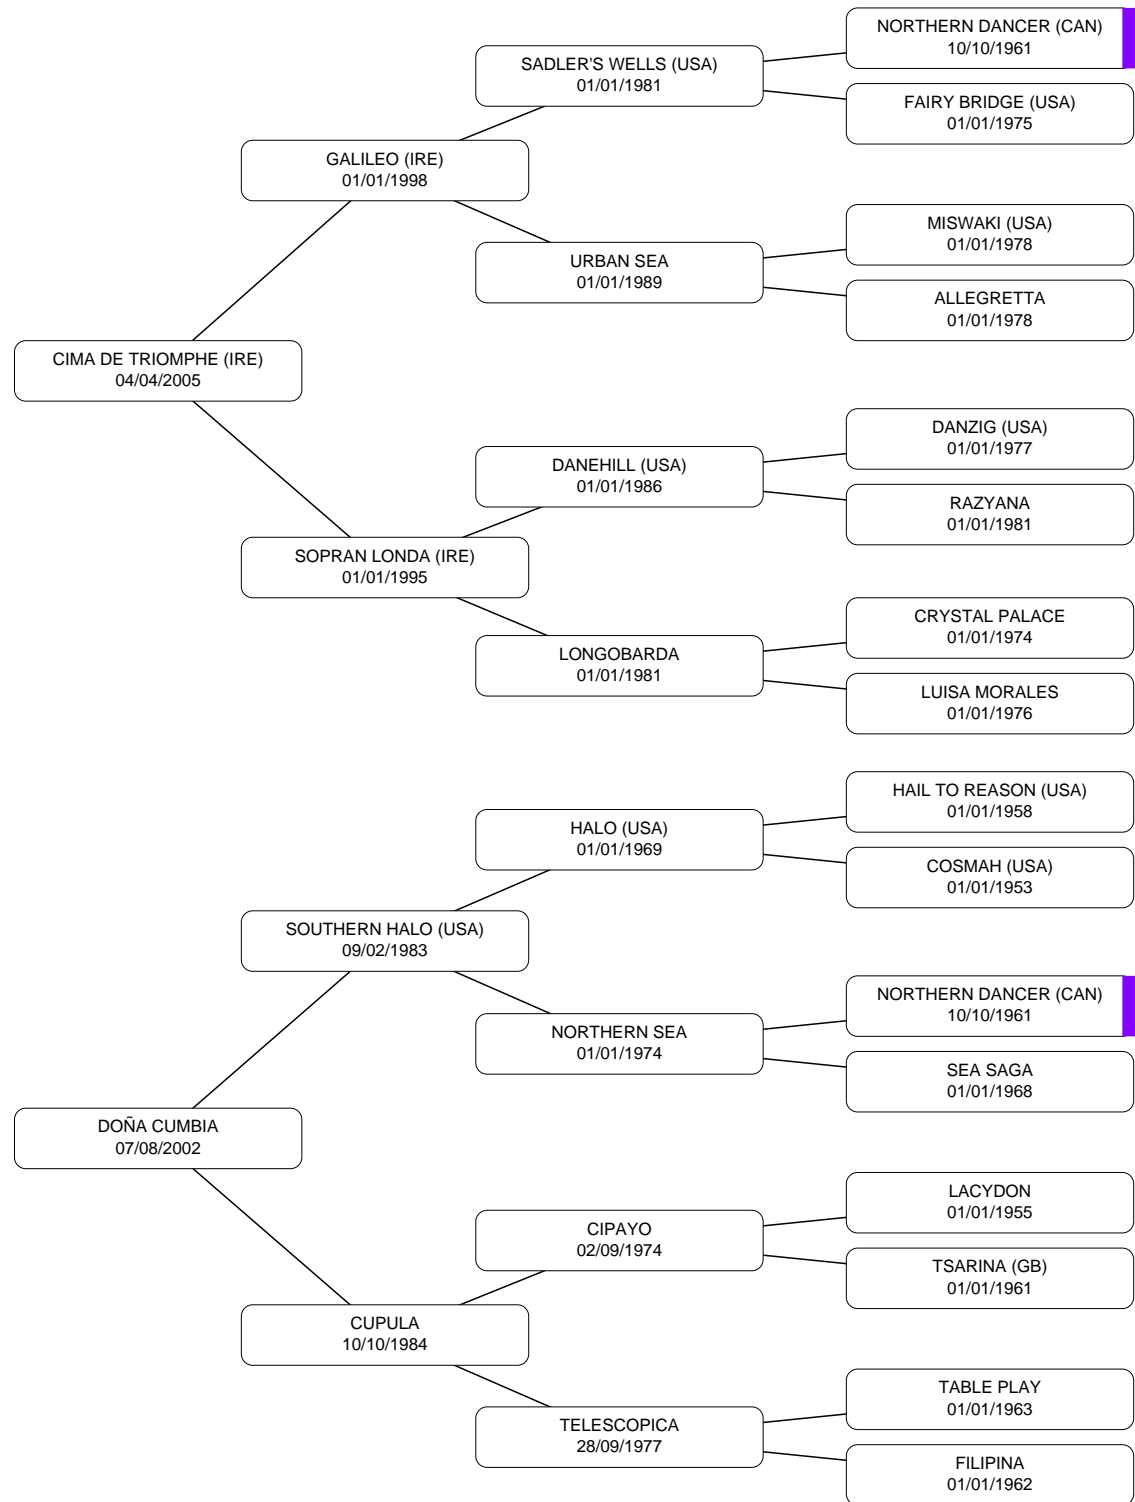 NORTHERN DANCER (CAN)
10/10/1961
SADLER'S WELLS (USA)
01/01/1981
FAIRY BRIDGE (USA)
01/01/1975
GALILEO (IRE)
01/01/1998
MISWAKI (USA)
01/01/1978
URBAN SEA
01/01/1989
ALLEGRETTA
01/01/1978
CIMA DE TRIOMPHE (IRE)
04/04/2005
DANZIG (USA)
01/01/1977
DANEHILL (USA)
01/01/1986
RAZYANA
01/01/1981
SOPRAN LONDA (IRE)
01/01/1995
CRYSTAL PALACE
01/01/1974
LONGOBARDA
01/01/1981
LUISA MORALES
01/01/1976
HAIL TO REASON (USA)
01/01/1958
HALO (USA)
01/01/1969
COSMAH (USA)
01/01/1953
SOUTHERN HALO (USA)
09/02/1983
NORTHERN DANCER (CAN)
10/10/1961
NORTHERN SEA
01/01/1974
SEA SAGA
01/01/1968
DOÑA CUMBIA
07/08/2002
LACYDON
01/01/1955
CIPAYO
02/09/1974
TSARINA (GB)
01/01/1961
CUPULA
10/10/1984
TABLE PLAY
01/01/1963
TELESCOPICA
28/09/1977
FILIPINA
01/01/1962